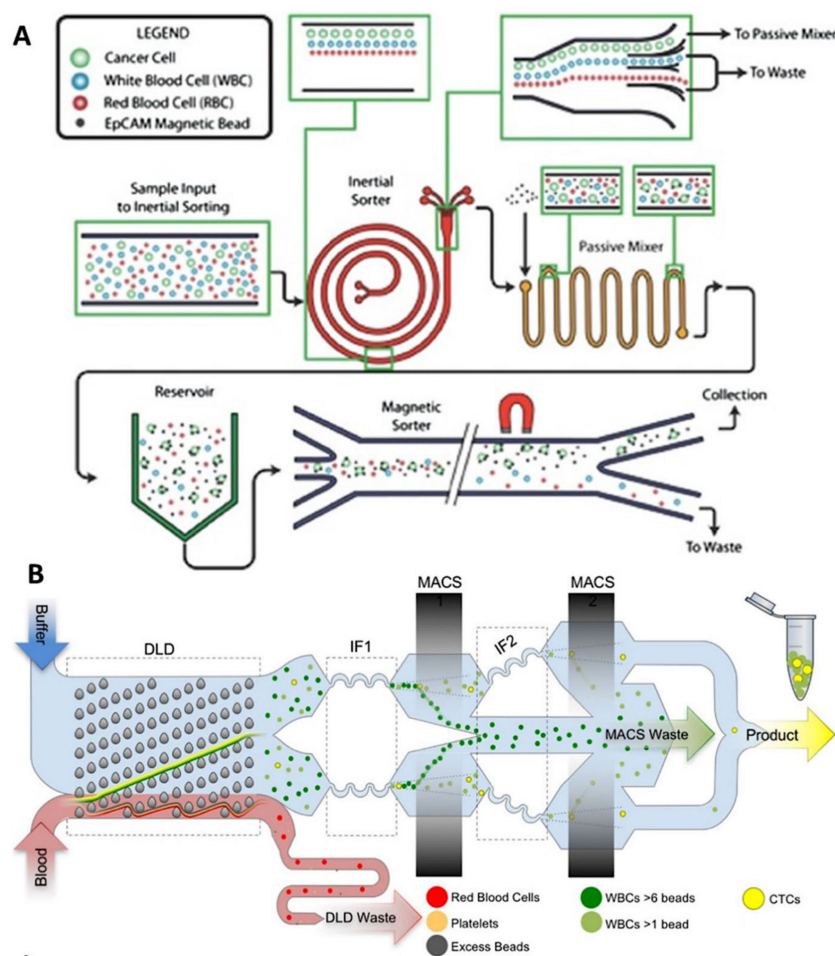 A
LEGEND
Cancer Cell
White Blood Cell (WBC)
Red Blood Cell (RBC)
EpCAM Magnetic Bead
To Passive Mixer
To Waste
Sample Input
to Inertial Sorting
Inertial
Sorter
Passive Mixer
Reservoir
Magnetic
Sorter
Collection
To Waste
B
MACS
1
MACS
2
Buffer
DLD
IF1
IF2
MACS Waste
Product
Blood
DLD Waste
Red Blood Cells
Platelets
Excess Beads
WBCs >6 beads
WBCs >1 bead
CTCs